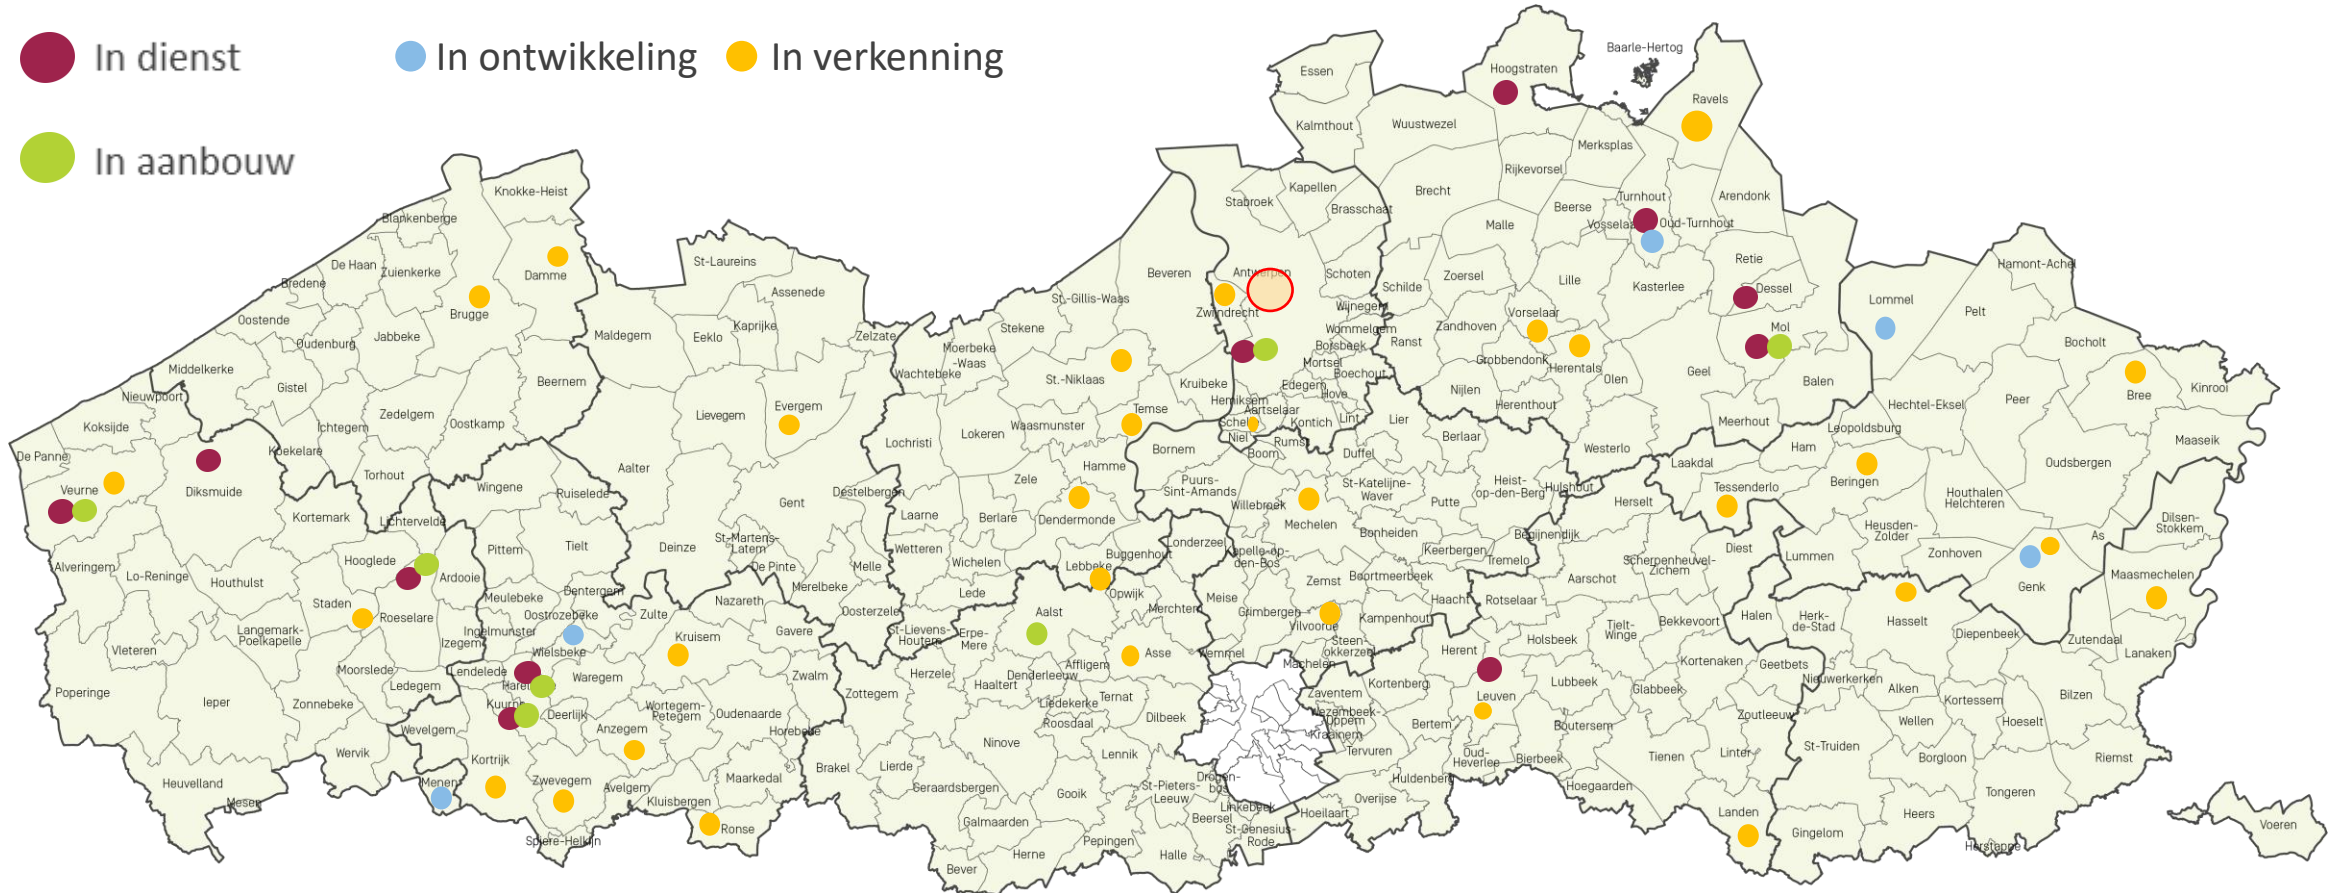 In dienst
In ontwikkeling
In verkenning
In aanbouw
Baarle-Hertog
Essen
Hoogstraten
Ravels
Kalmthout
Wuustwezel
Merksplas
Rijkevorsel
Knokke-Heist
Kapellen
Stabroek
Brasschaat
Brecht
Turnhout
Arendonk
Beerse
Blankenberge
Malle
Oud-Turnhout
De Haan
Zuienkerke
Damme
St-Laureins
Beveren
Schoten
Zoersel
Retie
Hamont-Achel
Bredene
Assenede
St.-Gillis-Waas
Schilde
Lille
Kasterlee
Dessel
Lommel
Pelt
Oostende
Brugge
Kaprijke
Zwijndrecht
Wijnegem
Vorselaar
Oudenburg
Jabbeke
Maldegem
Eeklo
Zelzate
Stekene
Wommelgem
Zandhoven
Mol
Bocholt
Middelkerke
Moerbeke
-Waas
Borsbeek
Ranst
Grobbendonk
Herentals
Wachtebeke
St.-Niklaas
Mortsel
Boechout
Geel
Olen
Balen
Gistel
Beernem
Kruibeke
Edegem
Hove
Nijlen
Bree
Kinrooi
Nieuwpoort
Zedelgem
Lievegem
Evergem
Temse
Hemiksem
Aartselaar
Lint
Herenthout
Peer
Hechtel-Eksel
Koksijde
Ichtegem
Oostkamp
Lokeren
Waasmunster
Kontich
Lier
Meerhout
Leopoldsburg
De Panne
Koekelare
Lochristi
Niel
Rumst
Boom
Bornem
Duffel
Berlaar
Westerlo
Ham
Maaseik
Torhout
Aalter
Hamme
Zele
Laakdal
Oudsbergen
Veurne
Diksmuide
Wingene
Ruiselede
Gent
Destelbergen
Puurs-
Sint-Amands
St-Katelijne-
Waver
Heist-
op-den-Berg
Hulshout
Tessenderlo
Beringen
Houthalen
Helchteren
Kortemark
Lichtervelde
Laarne
Berlare
Dendermonde
Willebroek
Mechelen
Putte
Herselt
Dilsen-
Stokkem
Heusden-
Zolder
Pittem
Tielt
Deinze
St-Martens-
Latem
De Pinte
Wetteren
Buggenhout
Londerzeel
Kapelle-op-
den-Bos
Bonheiden
Keerbergen
Begijnendijk
Tremelo
Diest
As
Alveringem
Hooglede
Ardooie
Melle
Wichelen
Lebbeke
Zemst
Boortmeerbeek
Aarschot
Scherpenheuvel-
Zichem
Lummen
Zonhoven
Genk
Maasmechelen
Lo-Reninge
Houthulst
Meulebeke
Dentergem
Merelbeke
Lede
Opwijk
Meise
Haacht
Rotselaar
Staden
Roeselare
Oostrozebeke
Zulte
Nazareth
Oosterzele
Aalst
Merchtem
Grimbergen
Vilvoorde
Kampenhout
Halen
Herk-
de-Stad
Hasselt
Langemark-
Poelkapelle
Izegem
Ingelmunster
Kruisem
Gavere
St-Lievens-
Houtem
Erpe-
Mere
Tielt-
Winge
Bekkevoort
Diepenbeek
Zutendaal
Vleteren
Wielsbeke
Affligem
Asse
Wemmel
Steen-
okkerzeel
Machelen
Herent
Holsbeek
Kortenaken
Geetbets
Lanaken
Moorslede
Lendelede
Waregem
Zwalm
Herzele
Denderleeuw
Haaltert
Kortenberg
Lubbeek
Nieuwerkerken
Poperinge
Ieper
Ledegem
Zottegem
Ternat
Liedekerke
Zaventem
Leuven
Glabbeek
Alken
Kortessem
Bilzen
Zonnebeke
Deerlijk
Wortegem-
Petegem
Oudenaarde
Roosdaal
Dilbeek
Wezembeek-
Oppem
Kraainem
Bertem
Boutersem
Zoutleeuw
Wellen
Hoeselt
Wevelgem
Anzegem
Horebeke
Ninove
Lennik
Tervuren
Oud-
Heverlee
Bierbeek
Tienen
Linter
St-Truiden
Borgloon
Riemst
Wervik
Kortrijk
Brakel
Lierde
Heuvelland
Mesen
Menen
Zwevegem
Avelgem
Maarkedal
Kluisbergen
Geraardsbergen
Gooik
St-Pieters-
Leeuw
Drogen-
bos
Linkebeek
Beersel
Huldenberg
Overijse
Hoeilaart
Hoegaarden
Landen
Tongeren
Heers
Gingelom
Voeren
Ronse
Spiere-Helkijn
Galmaarden
Pepingen
St-Genesius-
Rode
Herne
Halle
Bever
Herstappe